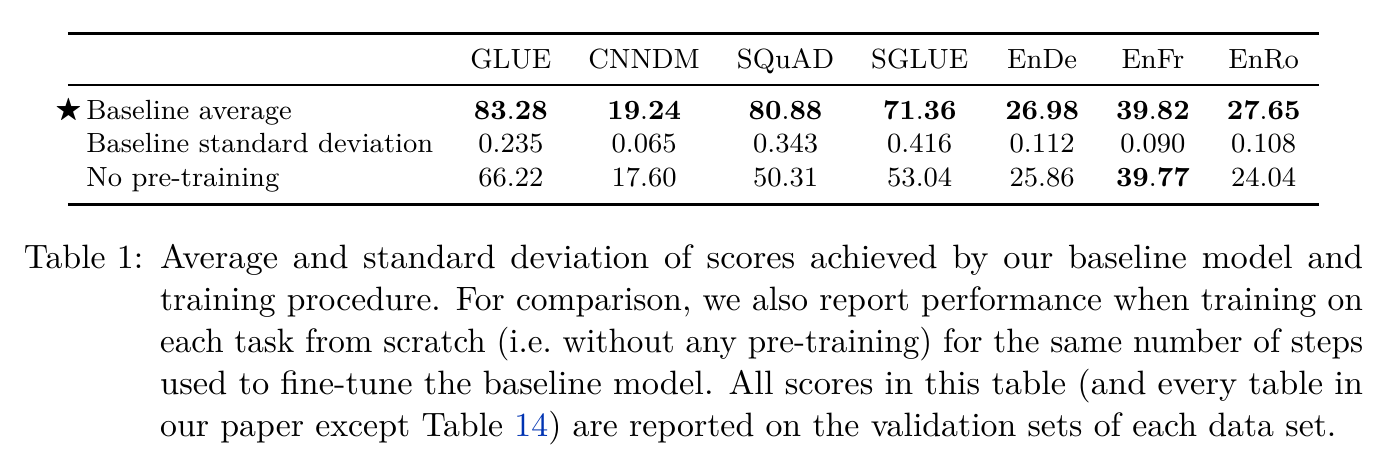 GLUE CNNDM SQuAD SGLUE EnDe EnFr EnRo
★ Baseline average 83.28 19.24 80.88 71.36 26.98 39.82 27.65
Baseline standard deviation 0.235 0.065 0.343 0.416 0.112 0.090 0.108
No pre-training 66.22 17.60 50.31 53.04 25.86 39.77 24.04
Table 1: Average and standard deviation of scores achieved by our baseline model and
training procedure. For comparison, we also report performance when training on
each task from scratch (i.e. without any pre-training) for the same number of steps
used to fine-tune the baseline model. All scores in this table (and every table in
our paper except Table 14) are reported on the validation sets of each data set.